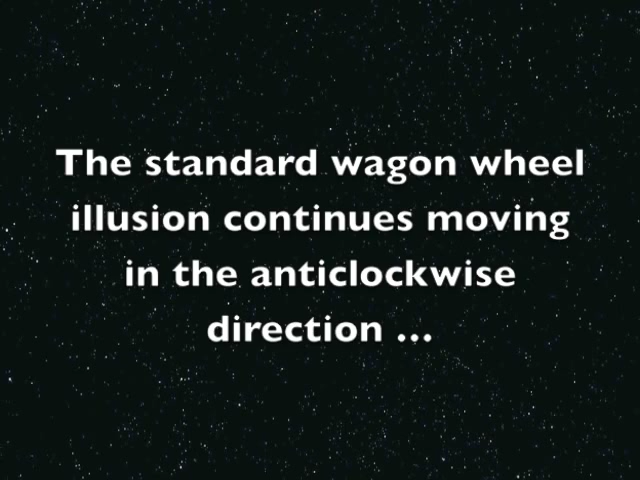 The standard wagon wheel
illusion continues moving
in the anticlockwise
direction ...